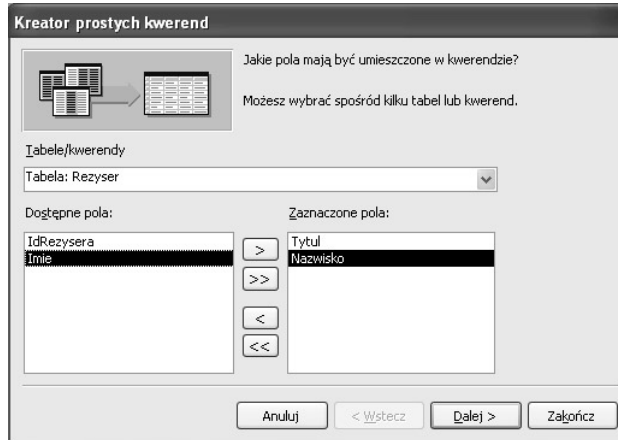 Kreator prostych kwerend
Jakie pola mają być umieszczone w kwerendzie?
Możesz wybrać spośród kilku tabel lub kwerend.
Tabele/kwerendy
Tabela: Rezyser
Dostępne pola:
Zaznaczone pola:
IdRezysera
Imie
>
>>
<
<<
Tytul
Nazwisko
Anuluj
< Wstecz
Dalej >
Zakończ